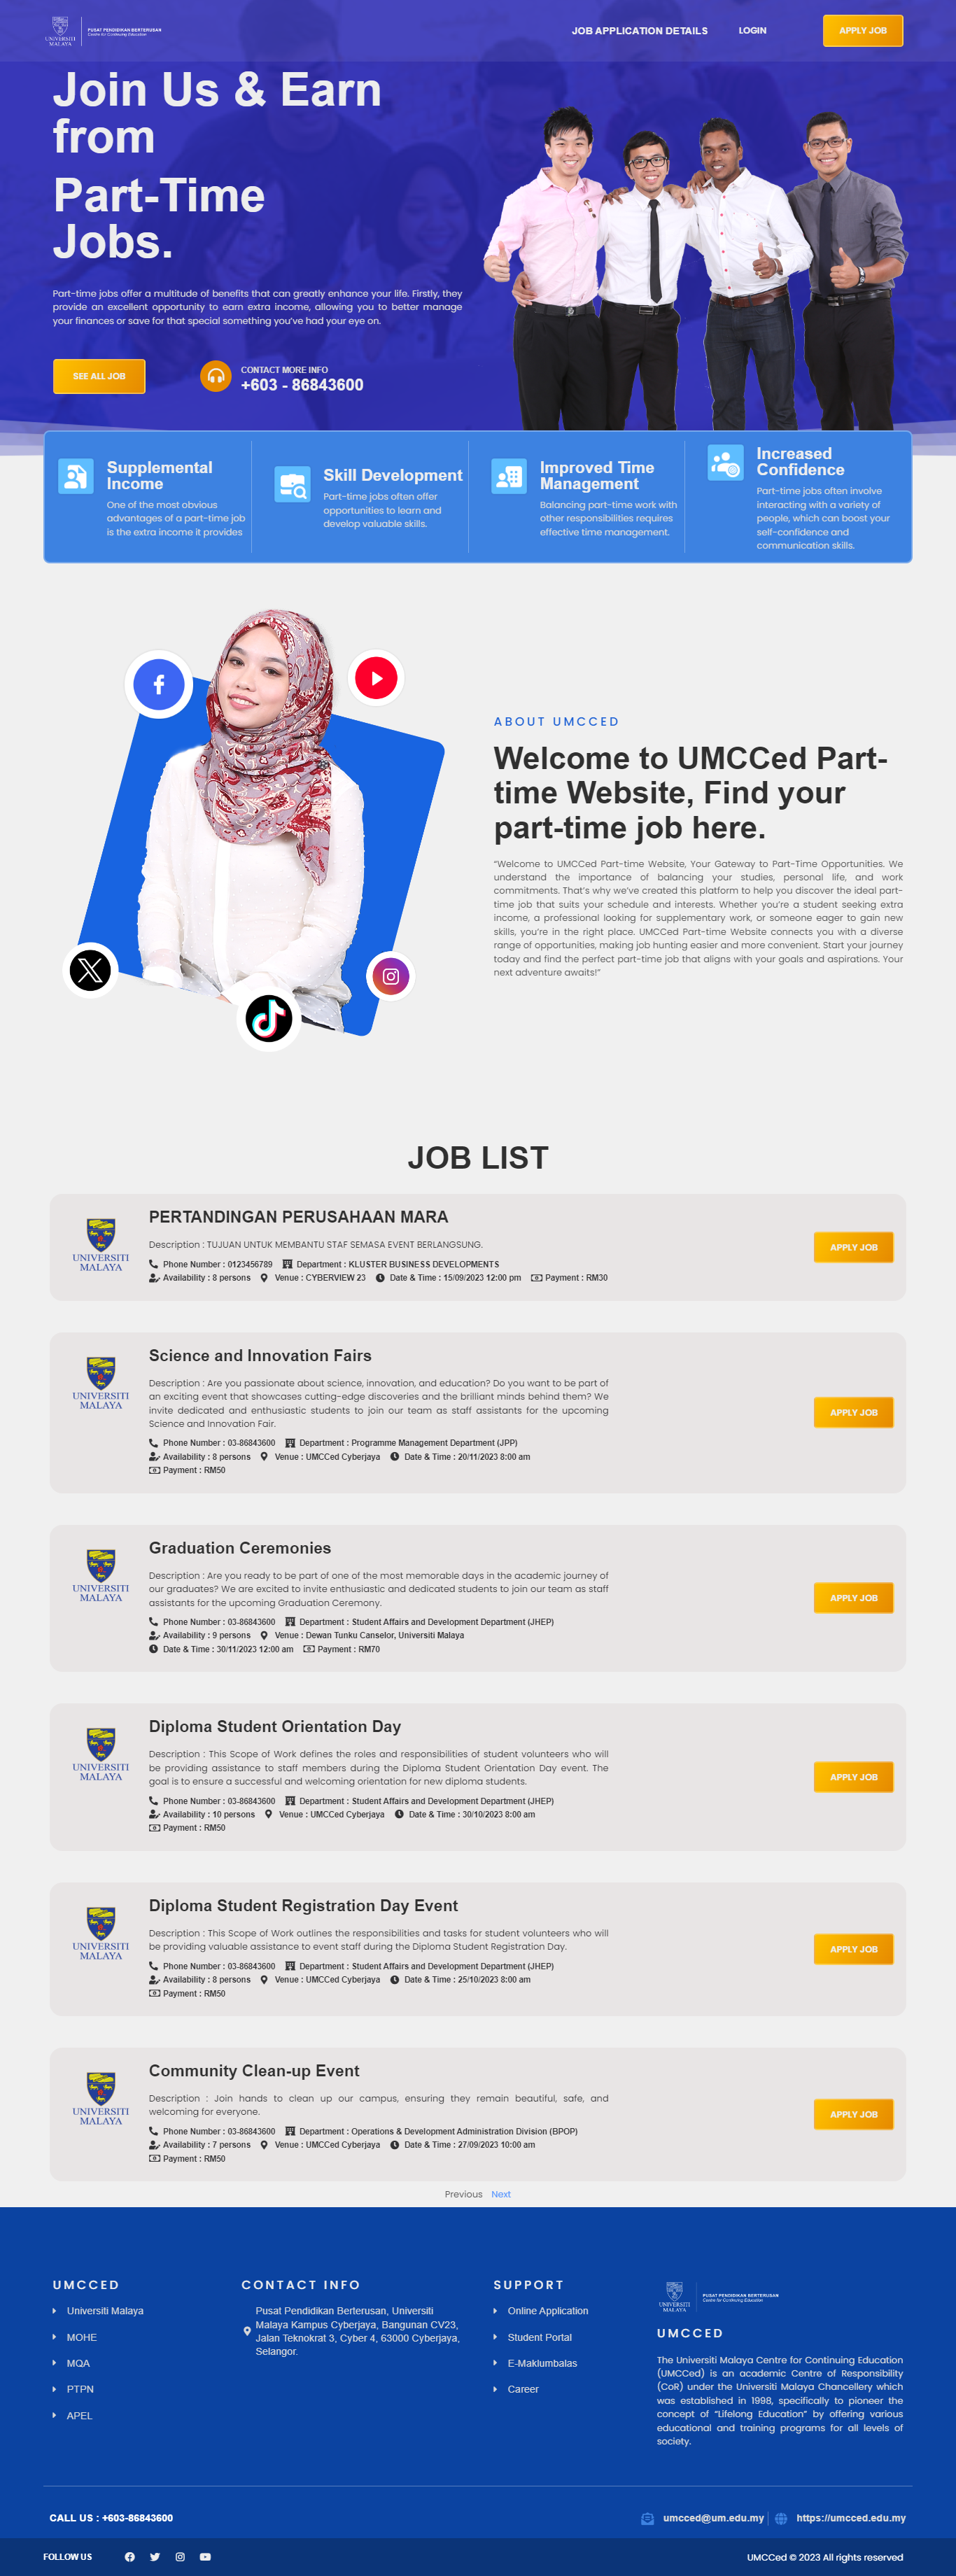 UNIVERSITI
MALAYA
PUSAT PENDIDIKAN BERTERUSAN
Centre for Continuing Education
JOB APPLICATION DETAILS
LOGIN
APPLY JOB
Join Us & Earn
from
Part-Time
Jobs.
Part-time jobs offer a multitude of benefits that can greatly enhance your life. Firstly, they
provide an excellent opportunity to earn extra income, allowing you to better manage
your finances or save for that special something you've had your eye on.
SEE ALL JOB
CONTACT MORE INFO
+603 - 86843600
Supplemental
Income
One of the most obvious
advantages of a part-time job
is the extra income it provides
Skill Development
Part-time jobs often offer
opportunities to learn and
develop valuable skills.
Improved Time
Management
Balancing part-time work with
other responsibilities requires
effective time management.
Increased
Confidence
Part-time jobs often involve
interacting with a variety of
people, which can boost your
self-confidence and
communication skills.
ABOUT UMCCED
Welcome to UMCCed Part-
time Website, Find your
part-time job here.
“Welcome to UMCCed Part-time Website, Your Gateway to Part-Time Opportunities. We
understand the importance of balancing your studies, personal life, and work
commitments. That’s why we’ve created this platform to help you discover the ideal part-
time job that suits your schedule and interests. Whether you’re a student seeking extra
income, a professional looking for supplementary work, or someone eager to gain new
skills, you’re in the right place. UMCCed Part-time Website connects you with a diverse
range of opportunities, making job hunting easier and more convenient. Start your journey
today and find the perfect part-time job that aligns with your goals and aspirations. Your
next adventure awaits!”
JOB LIST
UNIVERSITI
MALAYA
PERTANDINGAN PERUSAHAAN MARA
Description : TUJUAN UNTUK MEMBANTU STAF SEMASA EVENT BERLANGSUNG.
Phone Number : 0123456789 Department : KLUSTER BUSINESS DEVELOPMENTS
Availability : 8 persons Venue : CYBERVIEW 23 Date & Time : 15/09/2023 12:00 pm Payment : RM30
APPLY JOB
UNIVERSITI
MALAYA
Science and Innovation Fairs
Description : Are you passionate about science, innovation, and education? Do you want to be part of
an exciting event that showcases cutting-edge discoveries and the brilliant minds behind them? We
invite dedicated and enthusiastic students to join our team as staff assistants for the upcoming
Science and Innovation Fair.
Phone Number : 03-86843600 Department : Programme Management Department (JPP)
Availability : 8 persons Venue : UMCCed Cyberjaya Date & Time : 20/11/2023 8:00 am
Payment : RM50
APPLY JOB
UNIVERSITI
MALAYA
Graduation Ceremonies
Description : Are you ready to be part of one of the most memorable days in the academic journey of
our graduates? We are excited to invite enthusiastic and dedicated students to join our team as staff
assistants for the upcoming Graduation Ceremony.
Phone Number : 03-86843600 Department : Student Affairs and Development Department (JHEP)
Availability : 9 persons Venue : Dewan Tunku Canselor, Universiti Malaya
Date & Time : 30/11/2023 12:00 am Payment : RM70
APPLY JOB
UNIVERSITI
MALAYA
Diploma Student Orientation Day
Description : This Scope of Work defines the roles and responsibilities of student volunteers who will
be providing assistance to staff members during the Diploma Student Orientation Day event. The
goal is to ensure a successful and welcoming orientation for new diploma students.
Phone Number : 03-86843600 Department : Student Affairs and Development Department (JHEP)
Availability : 10 persons Venue : UMCCed Cyberjaya Date & Time : 30/10/2023 8:00 am
Payment : RM50
APPLY JOB
UNIVERSITI
MALAYA
Diploma Student Registration Day Event
Description : This Scope of Work outlines the responsibilities and tasks for student volunteers who will
be providing valuable assistance to event staff during the Diploma Student Registration Day.
Phone Number : 03-86843600 Department : Student Affairs and Development Department (JHEP)
Availability : 8 persons Venue : UMCCed Cyberjaya Date & Time : 25/10/2023 8:00 am
Payment : RM50
APPLY JOB
UNIVERSITI
MALAYA
Community Clean-up Event
Description : Join hands to clean up our campus, ensuring they remain beautiful, safe, and
welcoming for everyone.
Phone Number : 03-86843600 Department : Operations & Development Administration Division (BPOP)
Availability : 7 persons Venue : UMCCed Cyberjaya Date & Time : 27/09/2023 10:00 am
Payment : RM50
APPLY JOB
Previous Next
UMCCED
Universiti Malaya
MOHE
MQA
PTPN
APEL
CONTACT INFO
Pusat Pendidikan Berterusan, Universiti
Malaya Kampus Cyberjaya, Bangunan CV23,
Jalan Teknokrat 3, Cyber 4, 63000 Cyberjaya,
Selangor.
SUPPORT
Online Application
Student Portal
E-Maklumbalas
Career
UNIVERSITI
MALAYA
PUSAT PENDIDIKAN BERTERUSAN
Centre for Continuing Education
UMCCED
The Universiti Malaya Centre for Continuing Education
(UMCCed) is an academic Centre of Responsibility
(CoR) under the Universiti Malaya Chancellery which
was established in 1998, specifically to pioneer the
concept of “Lifelong Education” by offering various
educational and training programs for all levels of
society.
CALL US : +603-86843600
umcced@um.edu.my
https://umcced.edu.my
FOLLOW US
UMCCed © 2023 All rights reserved